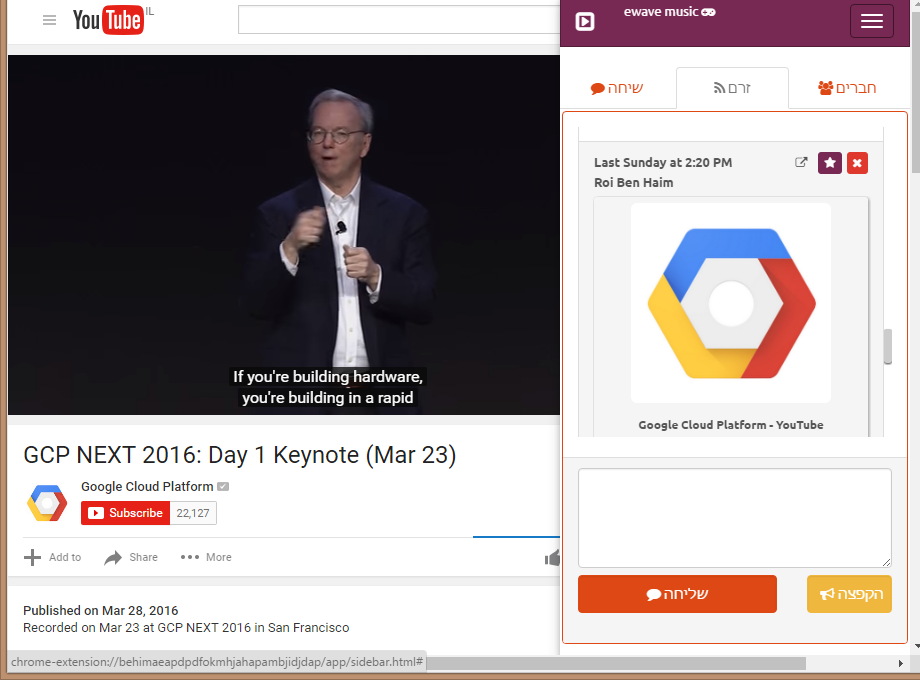 YouTube IL
If you're building hardware,
you're building in a rapid
GCP NEXT 2016: Day 1 Keynote (Mar 23)
Google Cloud Platform
Subscribe 22,127
Add to Share More
Published on Mar 28, 2016
Recorded on Mar 23 at GCP NEXT 2016 in San Francisco
chrome-extension://behimaeapdpdfokmhjahapambjidjdap/app/sidebar.html#
ewave music
חברים זרם שיחה
Last Sunday at 2:20 PM
Roi Ben Haim
Google Cloud Platform - YouTube
שליחה הקפצה